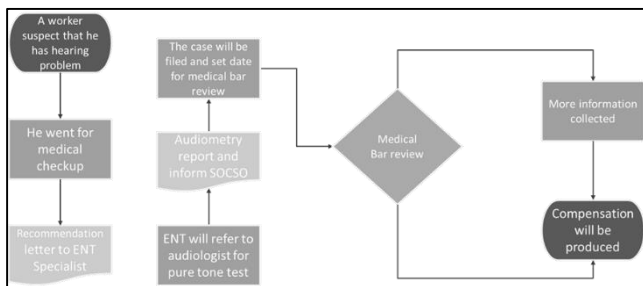 A worker
suspect that he
has hearing
problem
He went for
medical
checkup
Recommendation
letter to ENT
Specialist
The case will be
filed and set date
for medical bar
review
Audiometry
report and
inform SOCSO
ENT will refer to
audiologist for
pure tone test
Medical
Bar review
More information
collected
Compensation
will be
produced